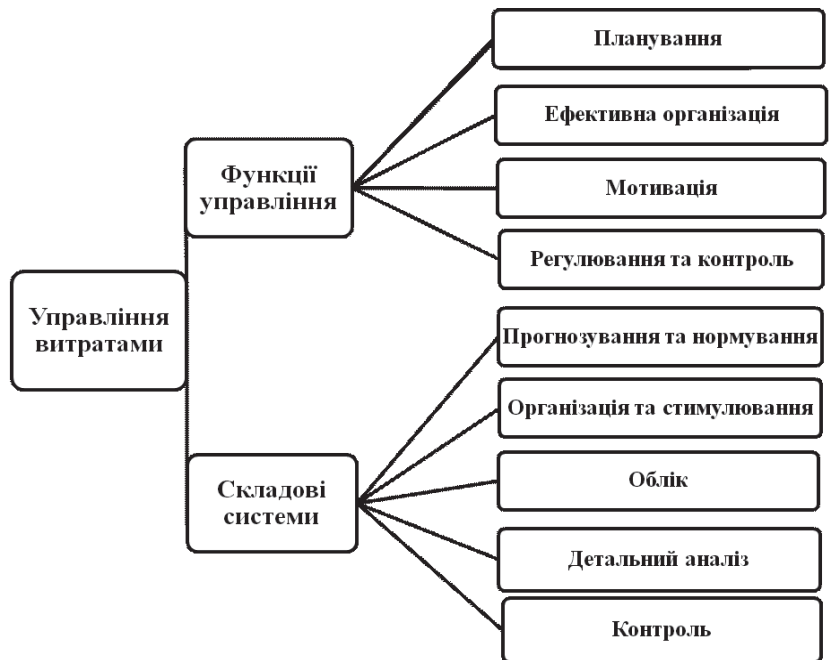 Управління
витратами
Функції
управління
Планування
Ефективна організація
Мотивація
Регулювання та контроль
Складові
системи
Прогнозування та нормування
Організація та стимулювання
Облік
Детальний аналіз
Контроль